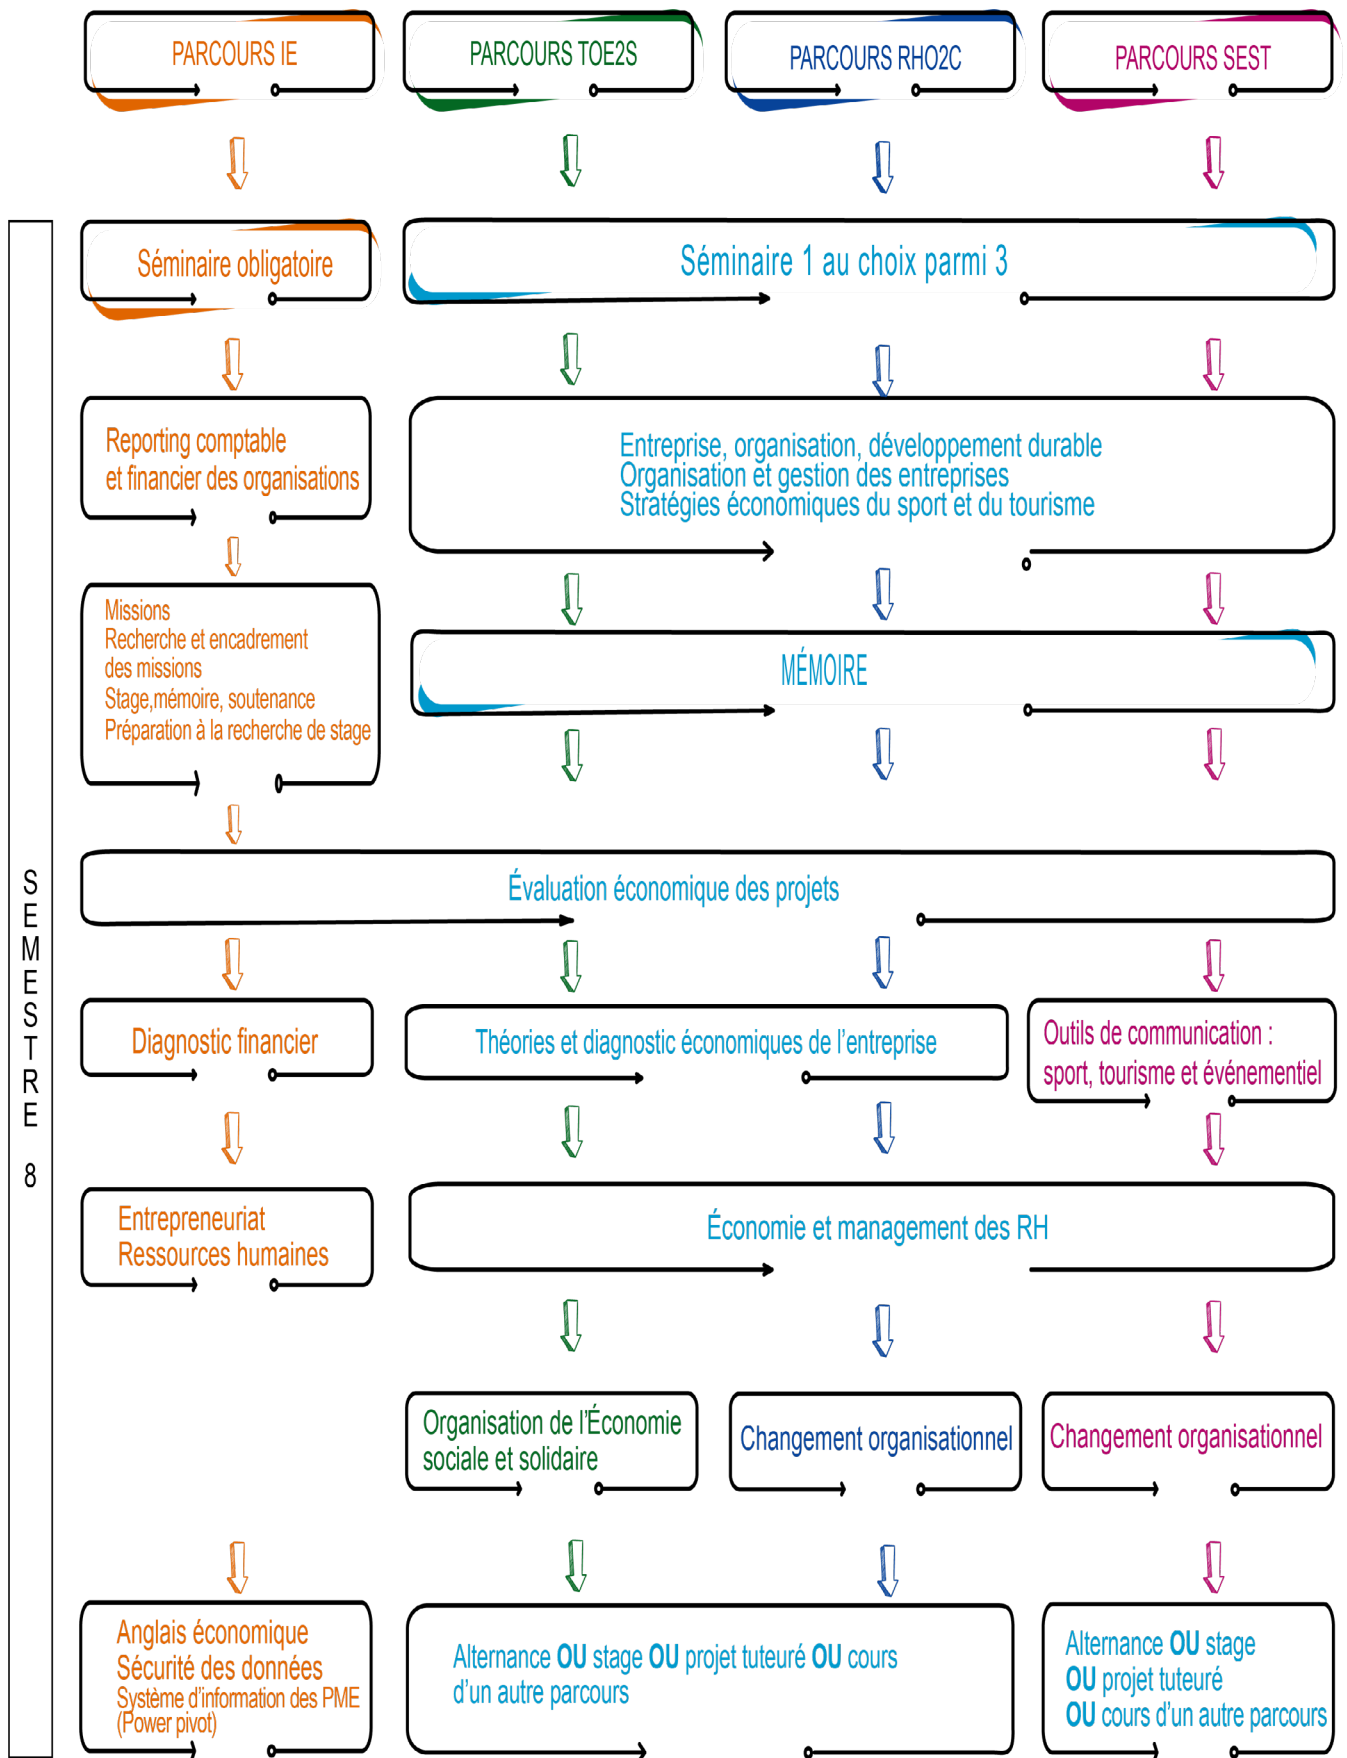 PARCOURS IE
PARCOURS TOE2S
PARCOURS RHO2C
PARCOURS SEST
SEMESTRE 8
Séminaire obligatoire
Séminaire 1 au choix parmi 3
Reporting comptable
et financier des organisations
Entreprise, organisation, développement durable
Organisation et gestion des entreprises
Stratégies économiques du sport et du tourisme
Missions
Recherche et encadrement
des missions
Stage,mémoire, soutenance
Préparation à la recherche de stage
MÉMOIRE
Évaluation économique des projets
Diagnostic financier
Théories et diagnostic économiques de l'entreprise
Outils de communication :
sport, tourisme et événementiel
Entrepreneuriat
Ressources humaines
Économie et management des RH
Organisation de l'Économie
sociale et solidaire
Changement organisationnel
Changement organisationnel
Anglais économique
Sécurité des données
Système d'information des PME
(Power pivot)
Alternance OU stage OU projet tuteuré OU cours
d'un autre parcours
Alternance OU stage
OU projet tuteuré
OU cours d'un autre parcours